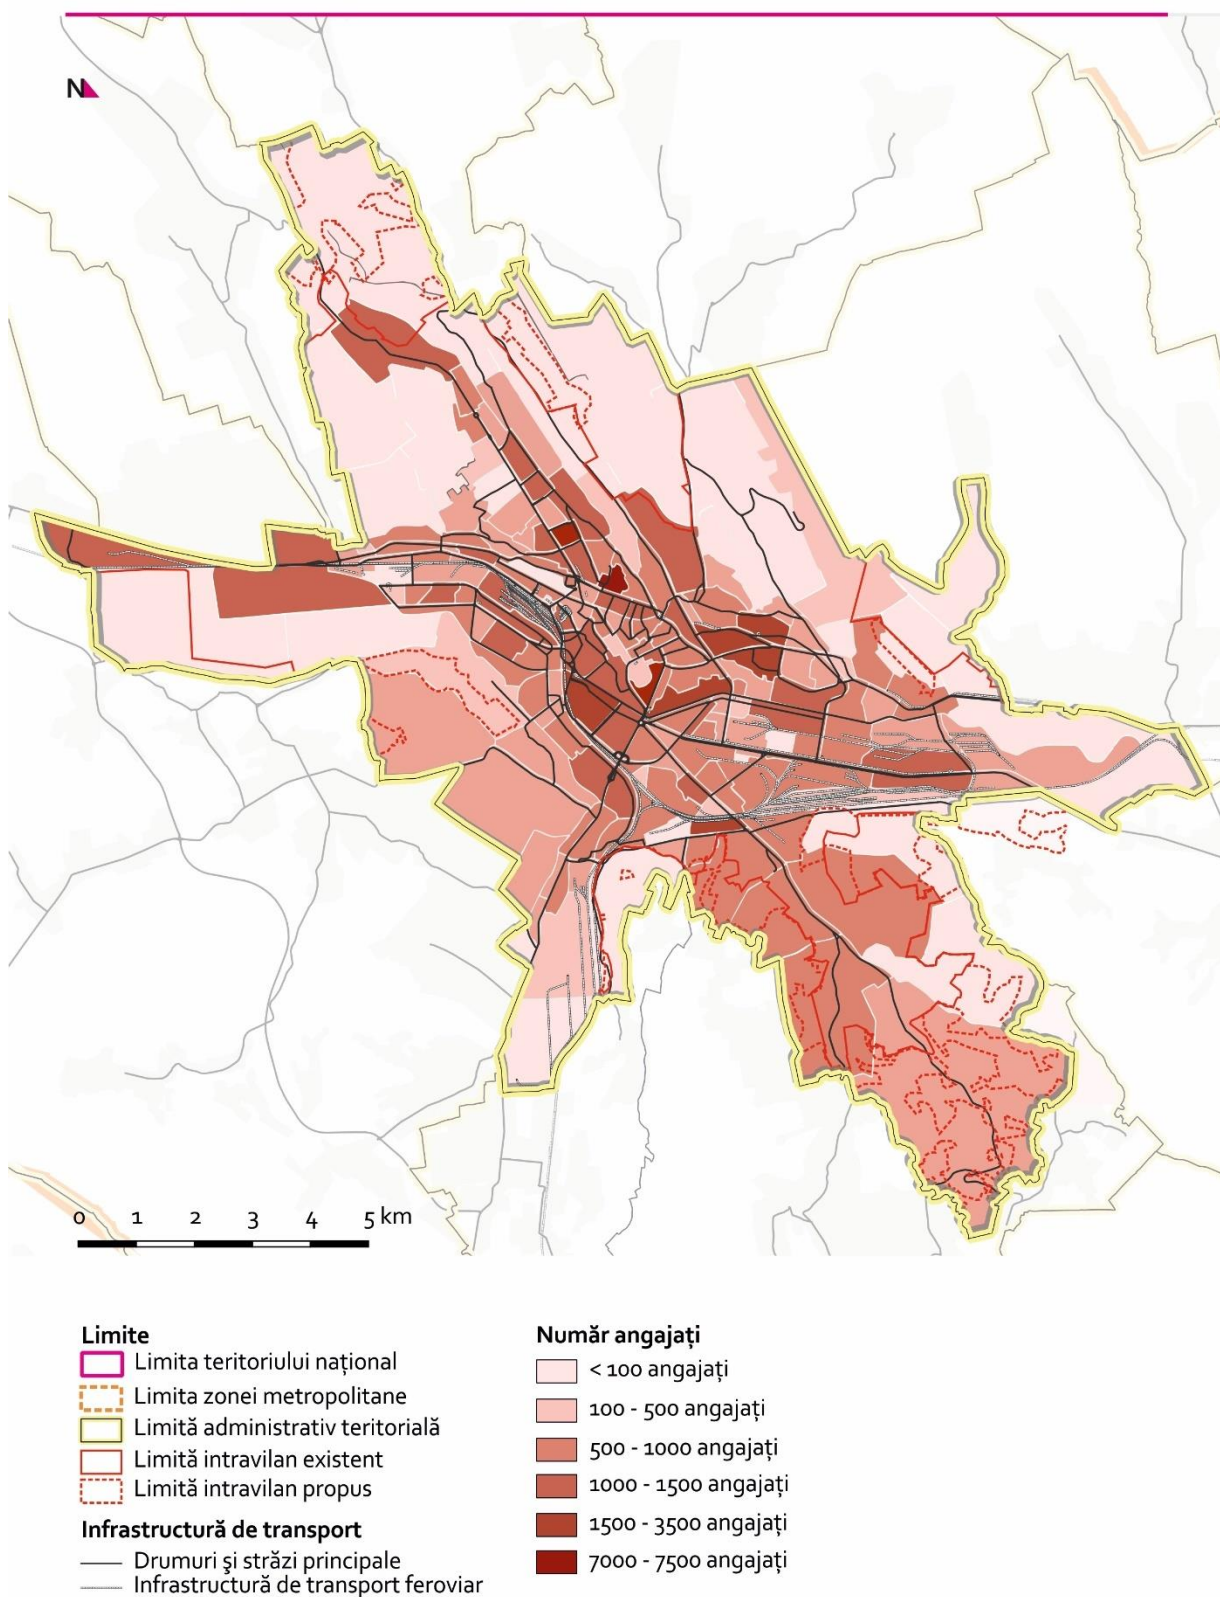 N
0 1 2 3 4 5 km
Limite
Limita teritoriului național
Limita zonei metropolitane
Limită administrativ teritorială
Limită intravilan existent
Limită intravilan propus
Infrastructură de transport
Drumuri și străzi principale
Infrastructură de transport feroviar
Număr angajați
< 100 angajați
100 - 500 angajați
500 - 1000 angajați
1000 - 1500 angajați
1500 - 3500 angajați
7000 - 7500 angajați